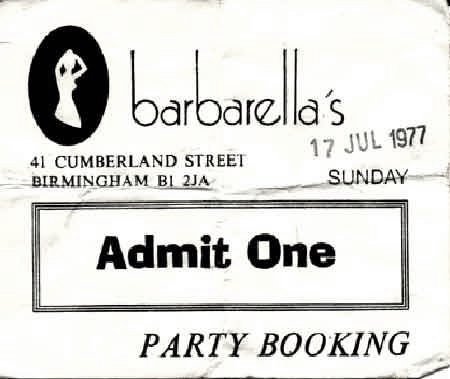 barbarella's
17 JUL 1977
41 CUMBERLAND STREET
BIRMINGHAM B1 2JA
SUNDAY
Admit One
PARTY BOOKING